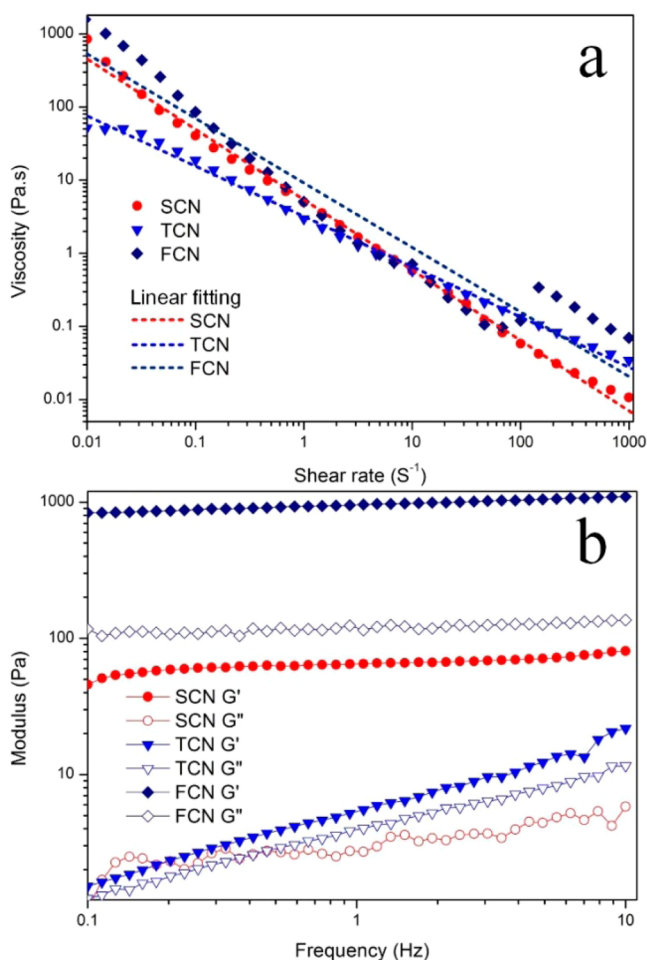 a
1000
100
10
1
0.1
0.01
Viscosity (Pa.s)
SCN
TCN
FCN
Linear fitting
SCN
TCN
FCN
0.01 0.1 1 10 100 1000
Shear rate (S⁻¹)
b
1000
100
10
Modulus (Pa)
SCN G'
SCN G"
TCN G'
TCN G"
FCN G'
FCN G"
0.1 1 10
Frequency (Hz)